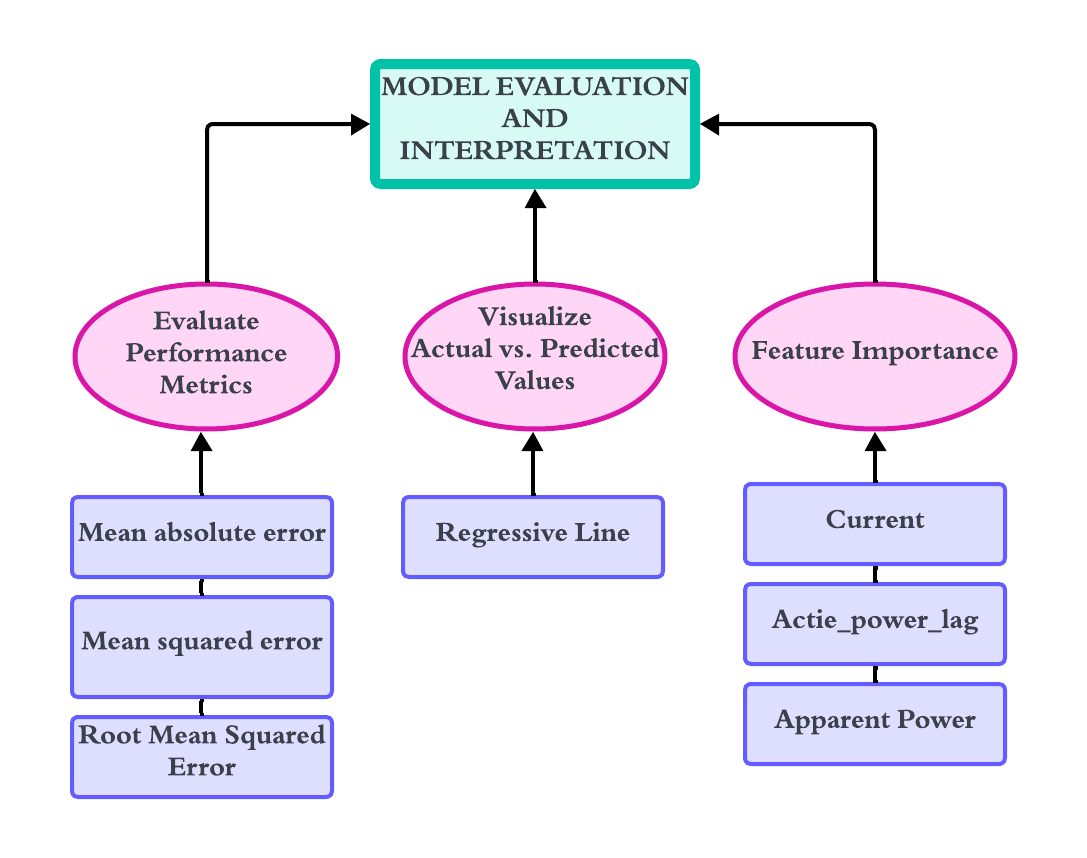 MODEL EVALUATION
AND
INTERPRETATION
Evaluate
Performance
Metrics
Visualize
Actual vs. Predicted
Values
Feature Importance
Mean absolute error
Mean squared error
Root Mean Squared
Error
Regressive Line
Current
Actie_power_lag
Apparent Power